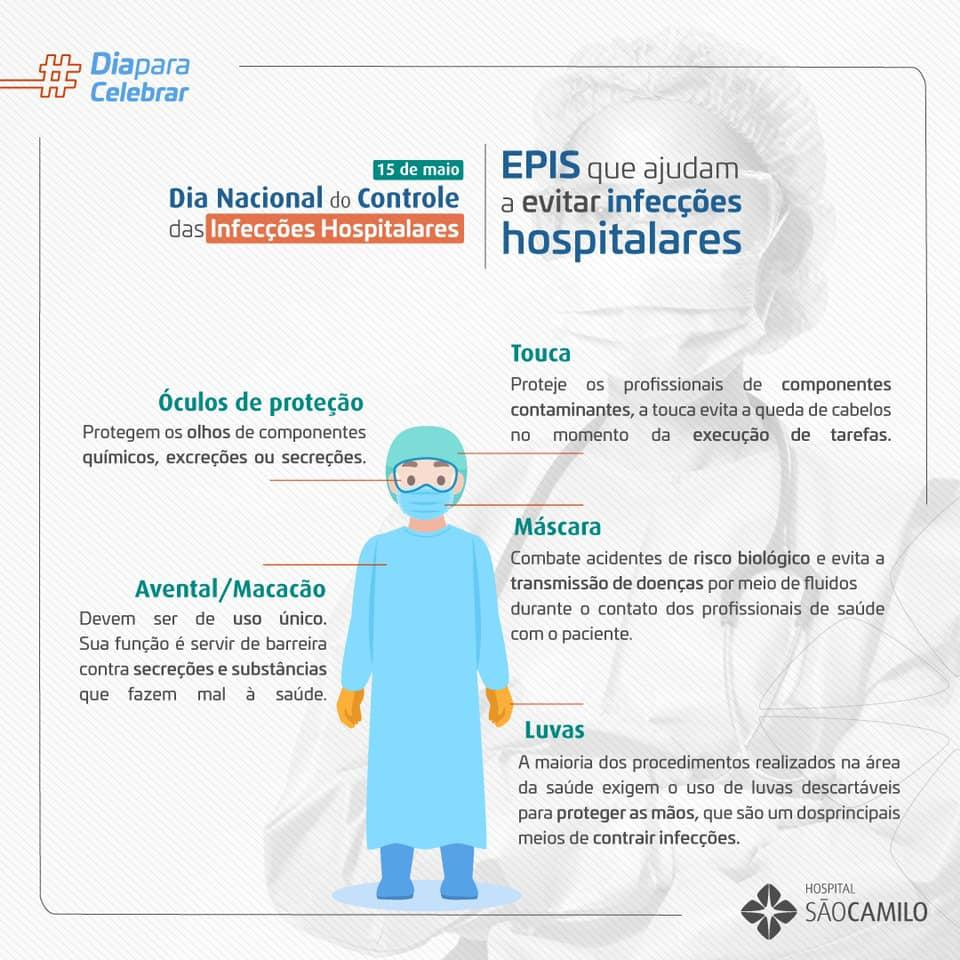 #Diapara
Celebrar
15 de maio
Dia Nacional do Controle
das Infecções Hospitalares
EPIS que ajudam
a evitar infecções
hospitalares
Touca
Proteje os profissionais de componentes
contaminantes, a touca evita a queda de cabelos
no momento da execução de tarefas.
Óculos de proteção
Protegem os olhos de componentes
químicos, excreções ou secreções.
Máscara
Combate acidentes de risco biológico e evita a
transmissão de doenças por meio de fluidos
durante o contato dos profissionais de saúde
com o paciente.
Avental/Macacão
Devem ser de uso único.
Sua função é servir de barreira
contra secreções e substâncias
que fazem mal à saúde.
Luvas
A maioria dos procedimentos realizados na área
da saúde exigem o uso de luvas descartáveis
para proteger as mãos, que são um dosprincipais
meios de contrair infecções.
HOSPITAL
SÃOCAMILO